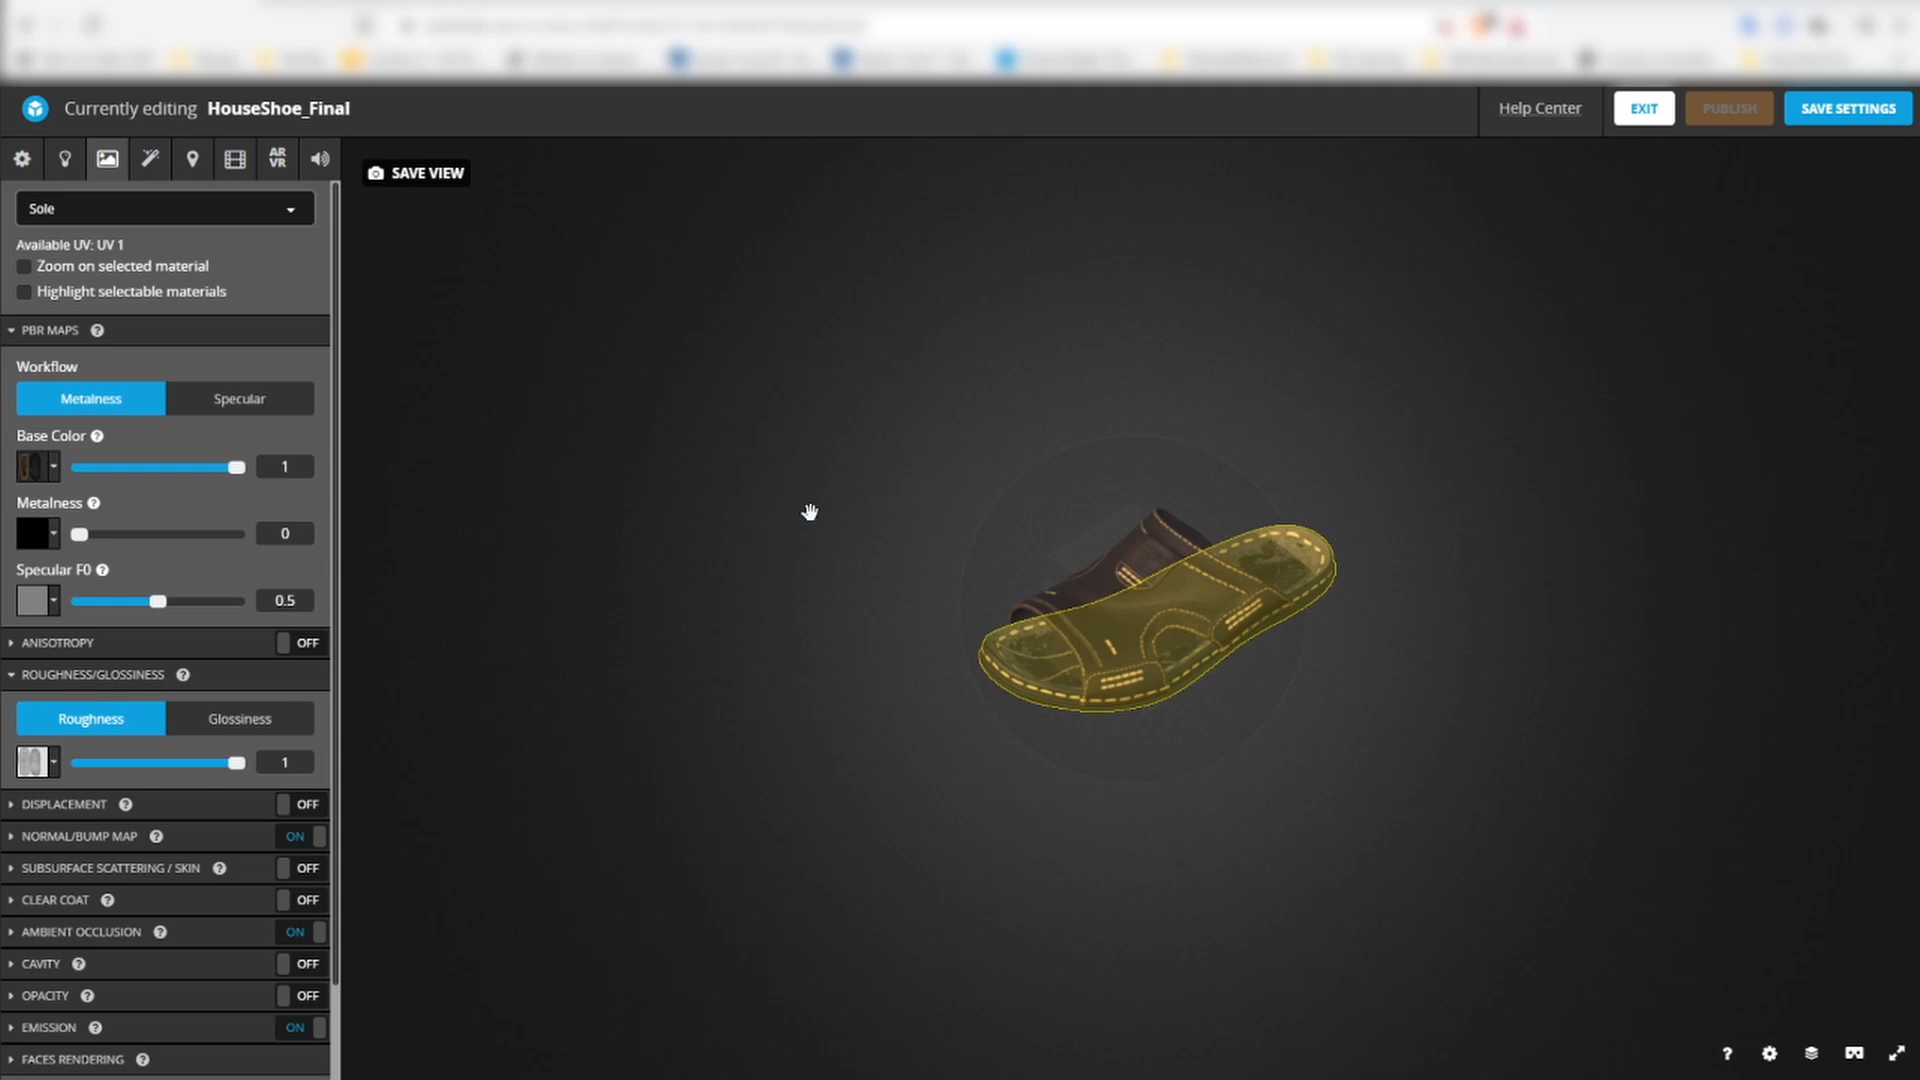 Currently editing HouseShoe_Final
Help Center
EXIT
PUBLISH
SAVE SETTINGS
AR
VR
SAVE VIEW
Sole
Available UV: UV 1
Zoom on selected material
Highlight selectable materials
PBR MAPS ?
Workflow
Metalness Specular
Base Color ?
1
Metalness ?
0
Specular F0 ?
0.5
ANISOTROPY OFF
ROUGHNESS/GLOSSINESS ?
Roughness Glossiness
1
DISPLACEMENT ? OFF
NORMAL/BUMP MAP ? ON
SUBSURFACE SCATTERING / SKIN ? OFF
CLEAR COAT ? OFF
AMBIENT OCCLUSION ? ON
CAVITY ? OFF
OPACITY ? OFF
EMISSION ? ON
FACES RENDERING ?
?